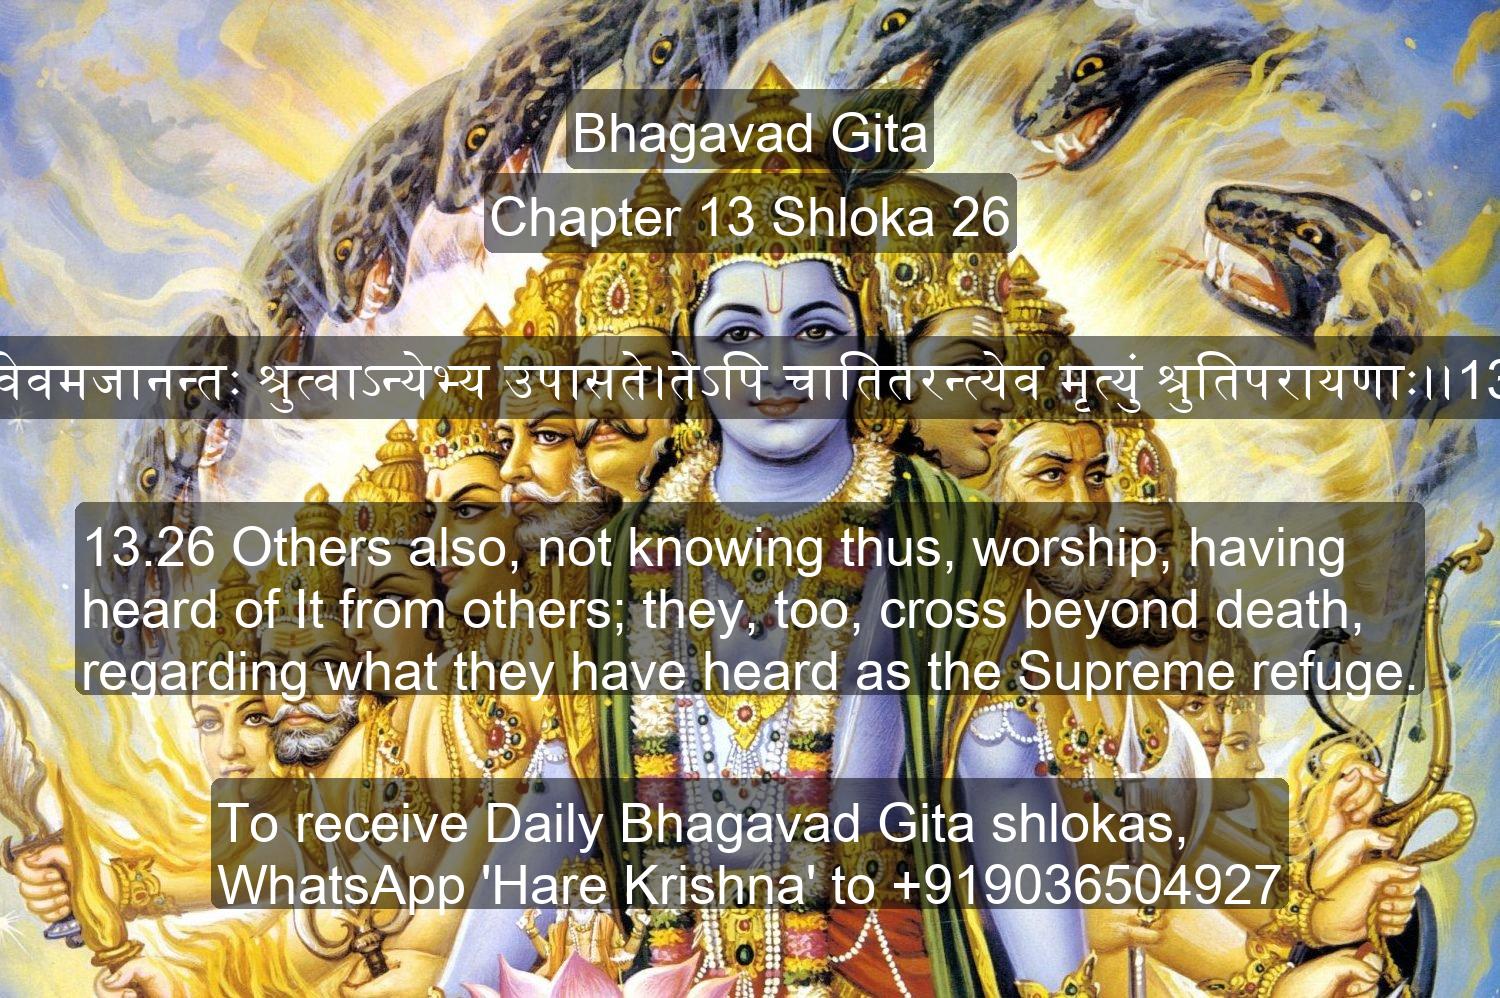 Bhagavad Gita
Chapter 13 Shloka 26
श्रुत्वाऽन्येभ्य उपासते।तेऽपि चातितरन्त्येव मृत्युं श्रुतिपरायणाः।।13
13.26 Others also, not knowing thus, worship, having
heard of It from others; they, too, cross beyond death,
regarding what they have heard as the Supreme refuge.
To receive Daily Bhagavad Gita shlokas,
WhatsApp 'Hare Krishna' to +919036504927